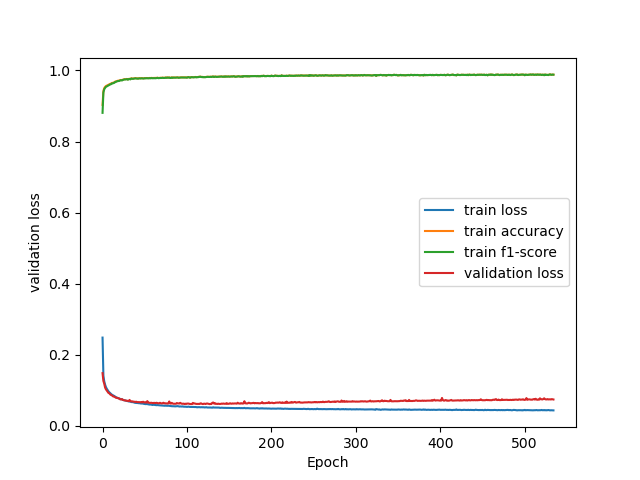 1.0
0.8
0.6
0.4
0.2
0.0
validation loss
train loss
train accuracy
train f1-score
validation loss
0 100 200 300 400 500
Epoch